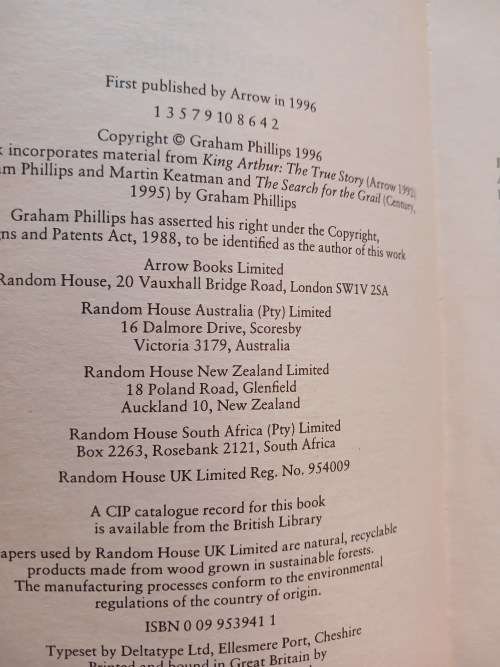 First published by Arrow in 1996
1 3 5 7 9 10 8 6 4 2
Copyright © Graham Phillips 1996
incorporates material from King Arthur: The True Story (Arrow 1992)
Phillips and Martin Keatman and The Search for the Grail (Century,
1995) by Graham Phillips
Graham Phillips has asserted his right under the Copyright,
and Patents Act, 1988, to be identified as the author of this work
Arrow Books Limited
Random House, 20 Vauxhall Bridge Road, London SW1V 2SA
Random House Australia (Pty) Limited
16 Dalmore Drive, Scoresby
Victoria 3179, Australia
Random House New Zealand Limited
18 Poland Road, Glenfield
Auckland 10, New Zealand
Random House South Africa (Pty) Limited
Box 2263, Rosebank 2121, South Africa
Random House UK Limited Reg. No. 954009
A CIP catalogue record for this book
is available from the British Library
apers used by Random House UK Limited are natural, recyclable
products made from wood grown in sustainable forests.
The manufacturing processes conform to the environmental
regulations of the country of origin.
ISBN 0 09 953941 1
Typeset by Deltatype Ltd, Ellesmere Port, Cheshire
Printed and bound in Great Britain by